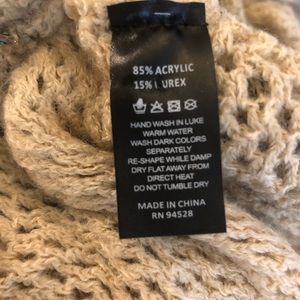 85% ACRYLIC
15% LUREX
HAND WASH IN LUKE
WARM WATER
WASH DARK COLORS
SEPARATELY
RE-SHAPE WHILE DAMP
DRY FLAT AWAY FROM
DIRECT HEAT
DO NOT TUMBLE DRY
MADE IN CHINA
RN 94528